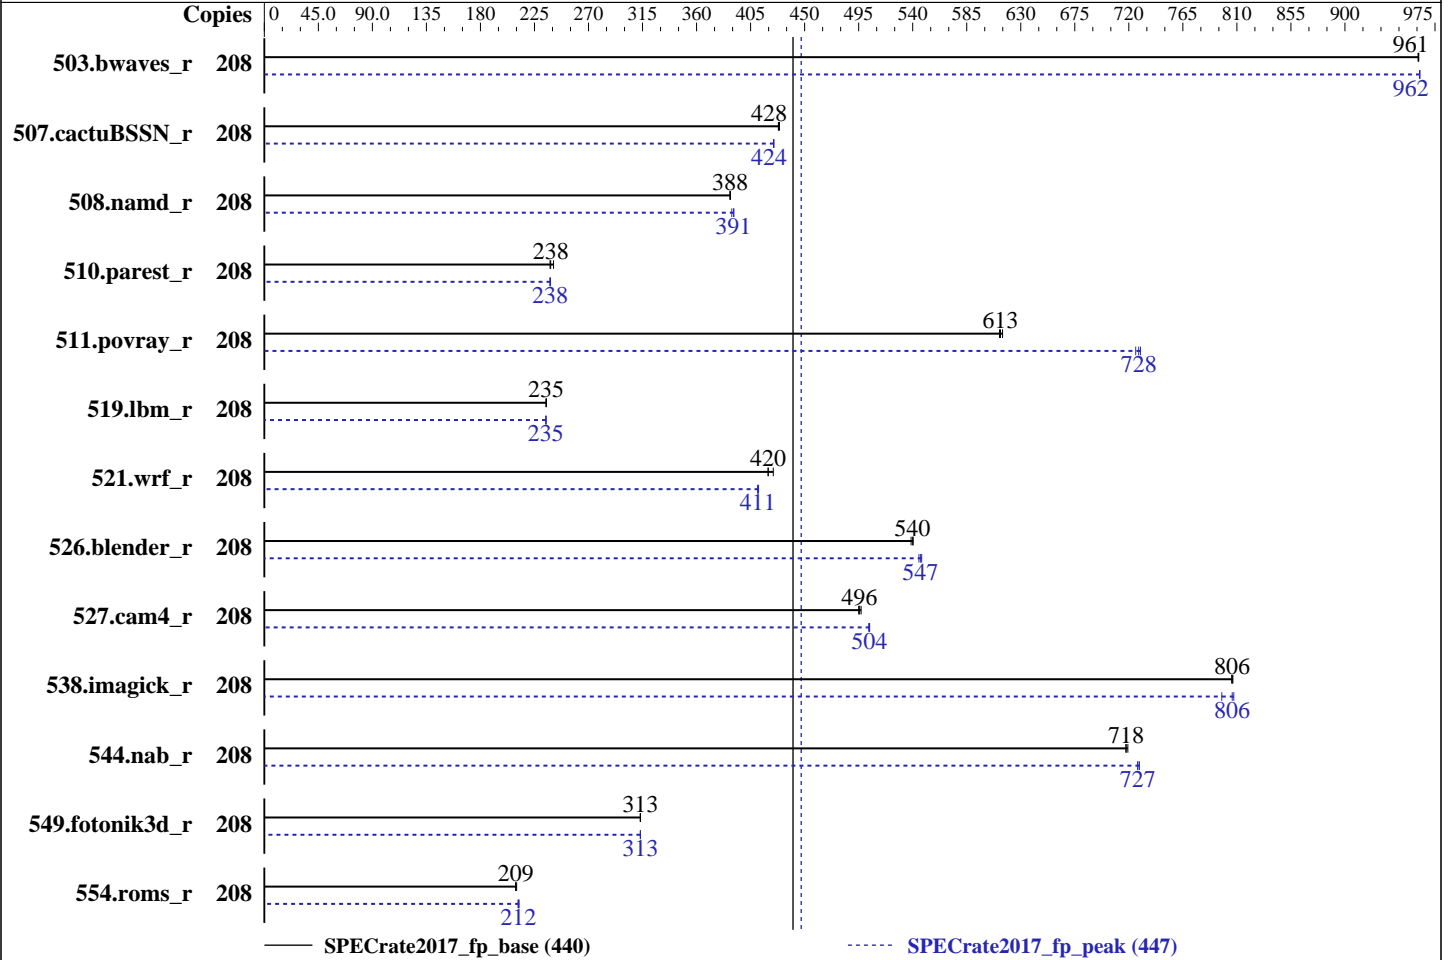 Copies 0 45.0 90.0 135 180 225 270 315 360 405 450 495 540 585 630 675 720 765 810 855 900 975
503.bwaves_r 208 961
962
507.cactuBSSN_r 208 428
424
508.namd_r 208 388
391
510.parest_r 208 238
238
511.povray_r 208 613
728
519.lbm_r 208 235
235
521.wrf_r 208 420
411
526.blender_r 208 540
547
527.cam4_r 208 496
504
538.imagick_r 208 806
806
544.nab_r 208 718
727
549.fotonik3d_r 208 313
313
554.roms_r 208 209
212
SPECrate2017_fp_base (440) SPECrate2017_fp_peak (447)